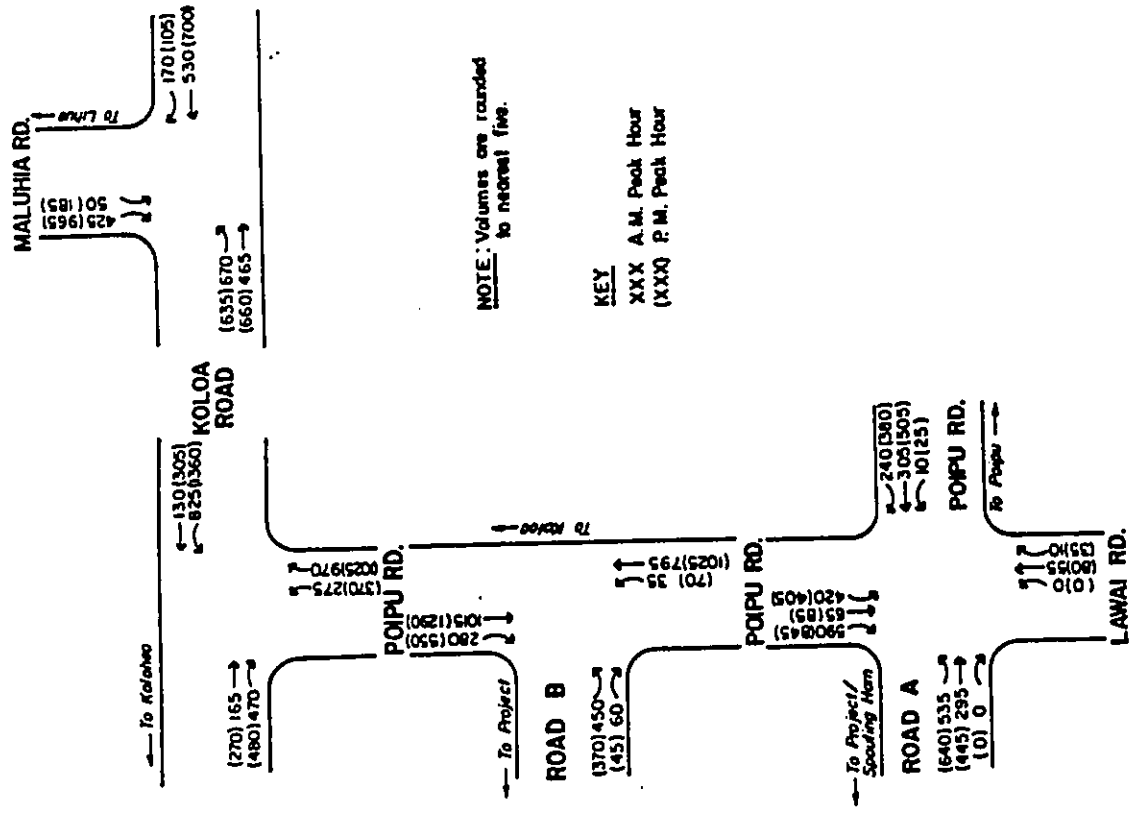 MALUHIA RD.
To Lihue
425(965)
50(185)
170(105)
530(700)
(635)670
(660)465
KOLOA
ROAD
To Kalaheo
130(305)
825(1360)
(270)165
(480)470
(370)275
(1025)970
POIPU RD.
280(550)
1015(1290)
To Project
ROAD B
(370)450
(45) 60
To Koloa
(70) 35
(1025)795
POIPU RD.
590(845)
65(85)
420(405)
240(380)
305(505)
10(25)
POIPU RD.
To Poipu
To Project/
Spouting Horn
ROAD A
(640)535
(445)295
(0) 0
(0)0
(80)55
(35)10
LAWAI RD.
NOTE: Volumes are rounded
to nearest five.
KEY
XXX A.M. Peak Hour
(XXX) P.M. Peak Hour